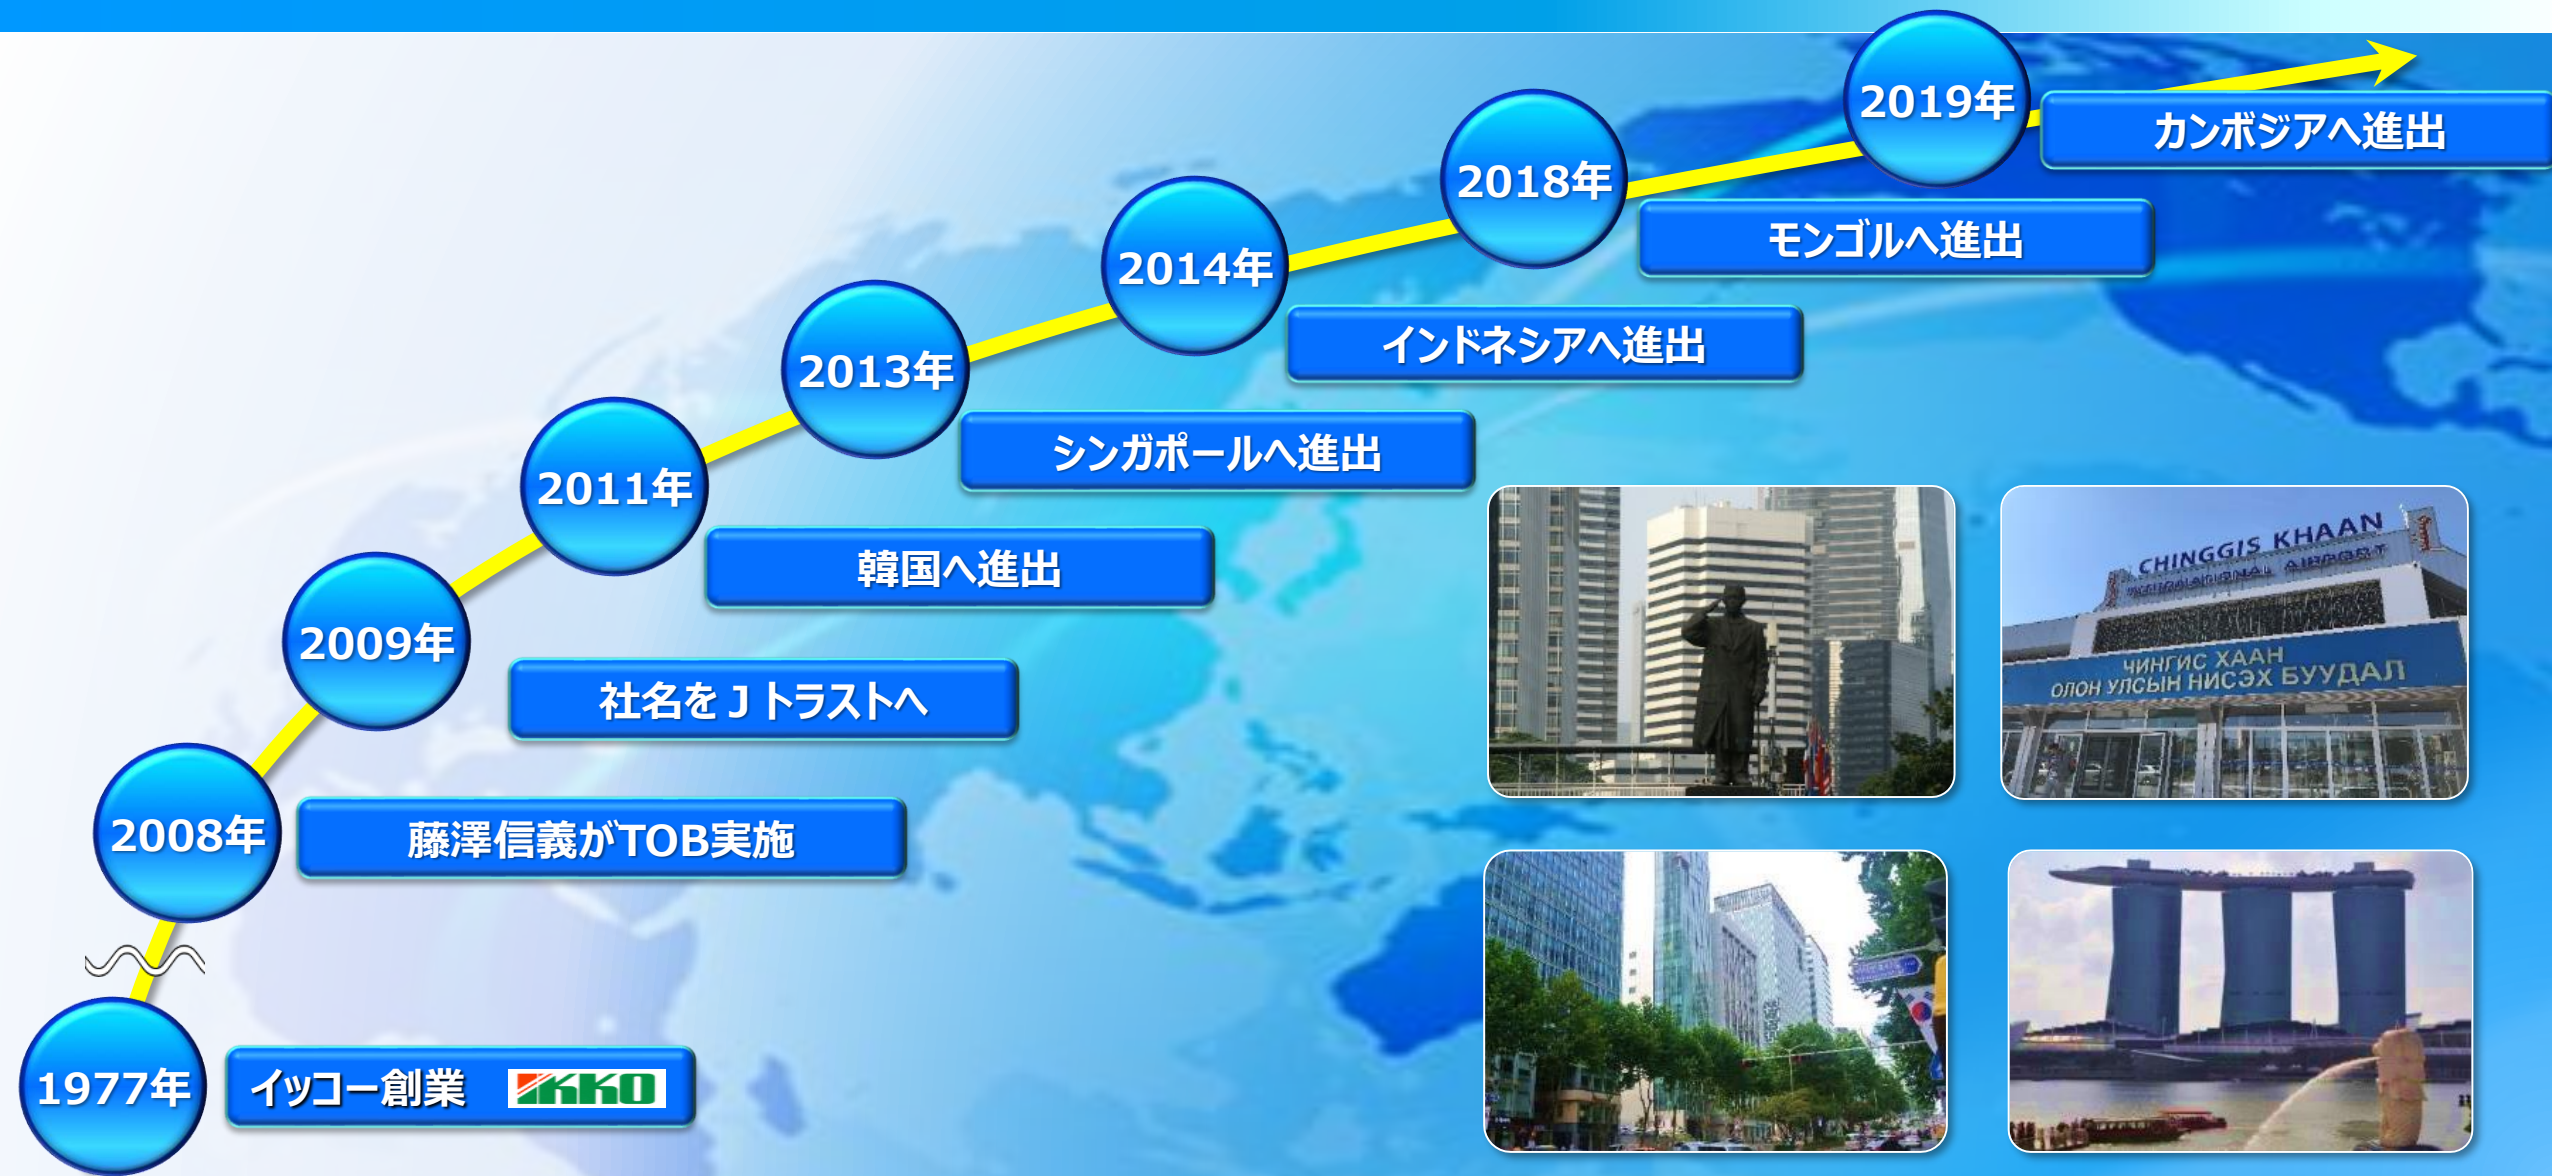 2019年
カンボジアへ進出
2018年
モンゴルへ進出
2014年
インドネシアへ進出
2013年
シンガポールへ進出
2011年
韓国へ進出
2009年
社名をＪトラストへ
2008年
藤澤信義がTOB実施
1977年
イッコー創業 IKKO
CHINGGIS KHAAN
INTERNATIONAL AIRPORT
ЧИНГИС ХААН
ОЛОН УЛСЫН НИСЭХ БУУДАЛ